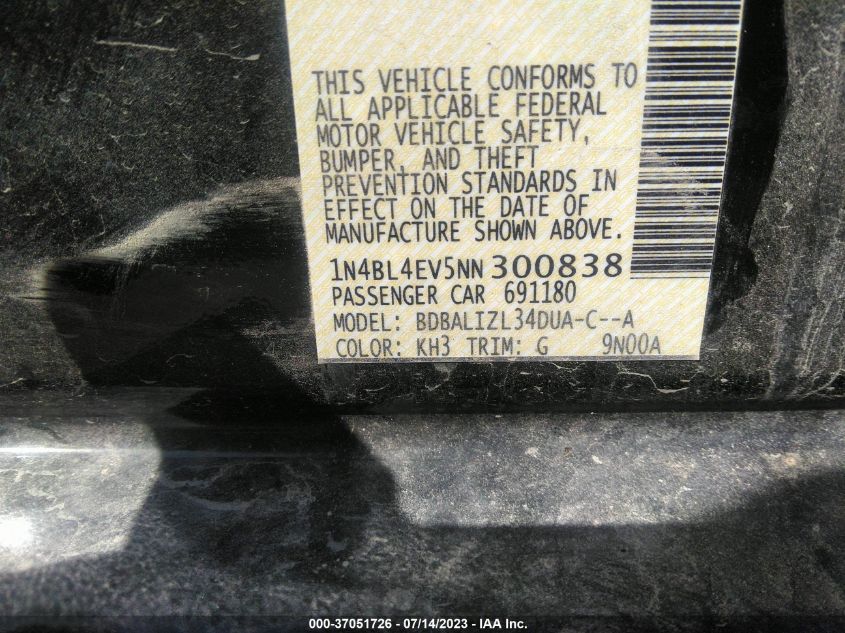 THIS VEHICLE CONFORMS TO
ALL APPLICABLE FEDERAL
MOTOR VEHICLE SAFETY,
BUMPER, AND THEFT
PREVENTION STANDARDS IN
EFFECT ON THE DATE OF
MANUFACTURE SHOWN ABOVE.
1N4BL4EV5NN300838
PASSENGER CAR 691180
MODEL: BDBALIZL34DUA-C--A
COLOR: KH3 TRIM: G 9N00A
000-37051726 - 07/14/2023 - IAA Inc.